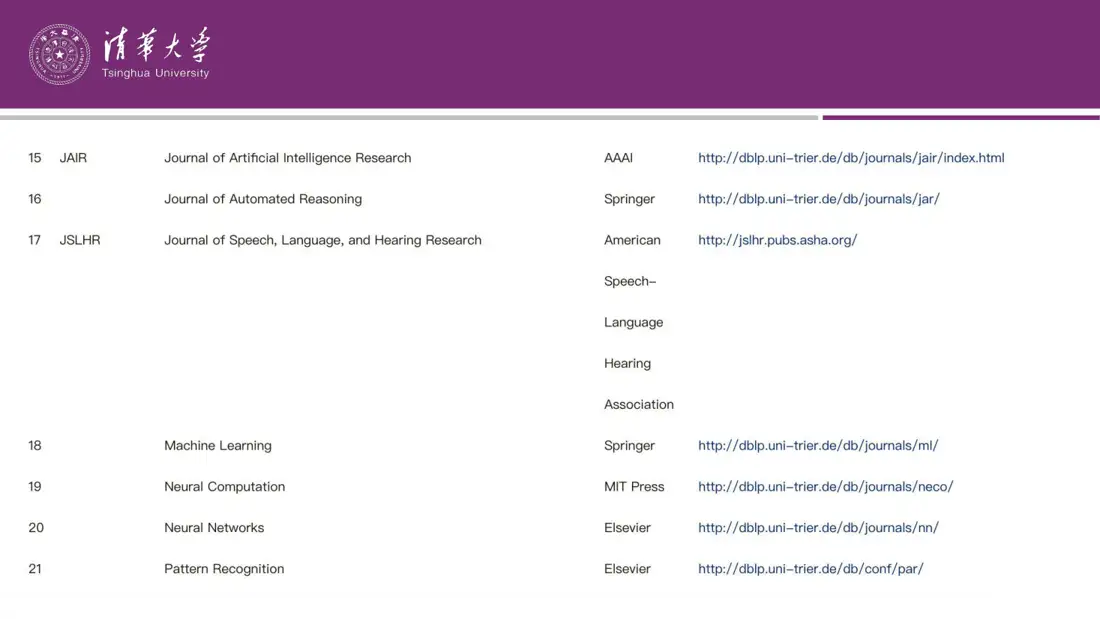 清华大学
Tsinghua University
15 JAIR Journal of Artificial Intelligence Research AAAI http://dblp.uni-trier.de/db/journals/jair/index.html
16 Journal of Automated Reasoning Springer http://dblp.uni-trier.de/db/journals/jar/
17 JSLHR Journal of Speech, Language, and Hearing Research American http://jslhr.pubs.asha.org/
Speech-
Language
Hearing
Association
18 Machine Learning Springer http://dblp.uni-trier.de/db/journals/ml/
19 Neural Computation MIT Press http://dblp.uni-trier.de/db/journals/neco/
20 Neural Networks Elsevier http://dblp.uni-trier.de/db/journals/nn/
21 Pattern Recognition Elsevier http://dblp.uni-trier.de/db/conf/par/